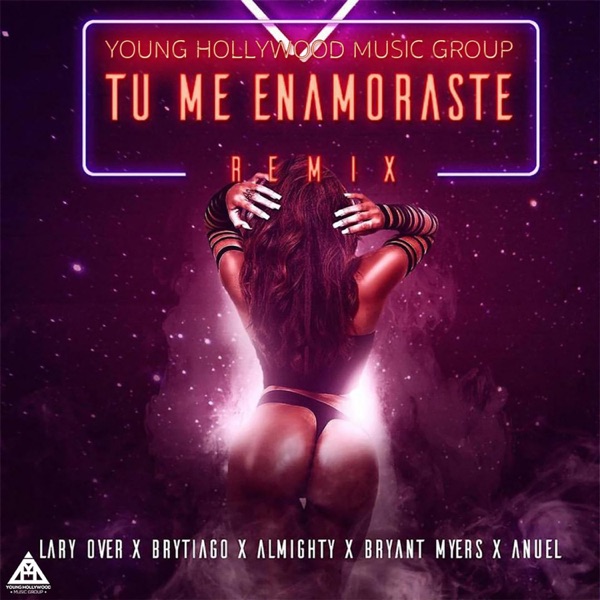 YOUNG HOLLYWOOD MUSIC GROUP
TU ME ENAMORASTE
REMIX
LARY OVER X BRYTIAGO X ALMIGHTY X BRYANT MYERS X ANUEL
YOUNG HOLLYWOOD
• MUSIC GROUP •